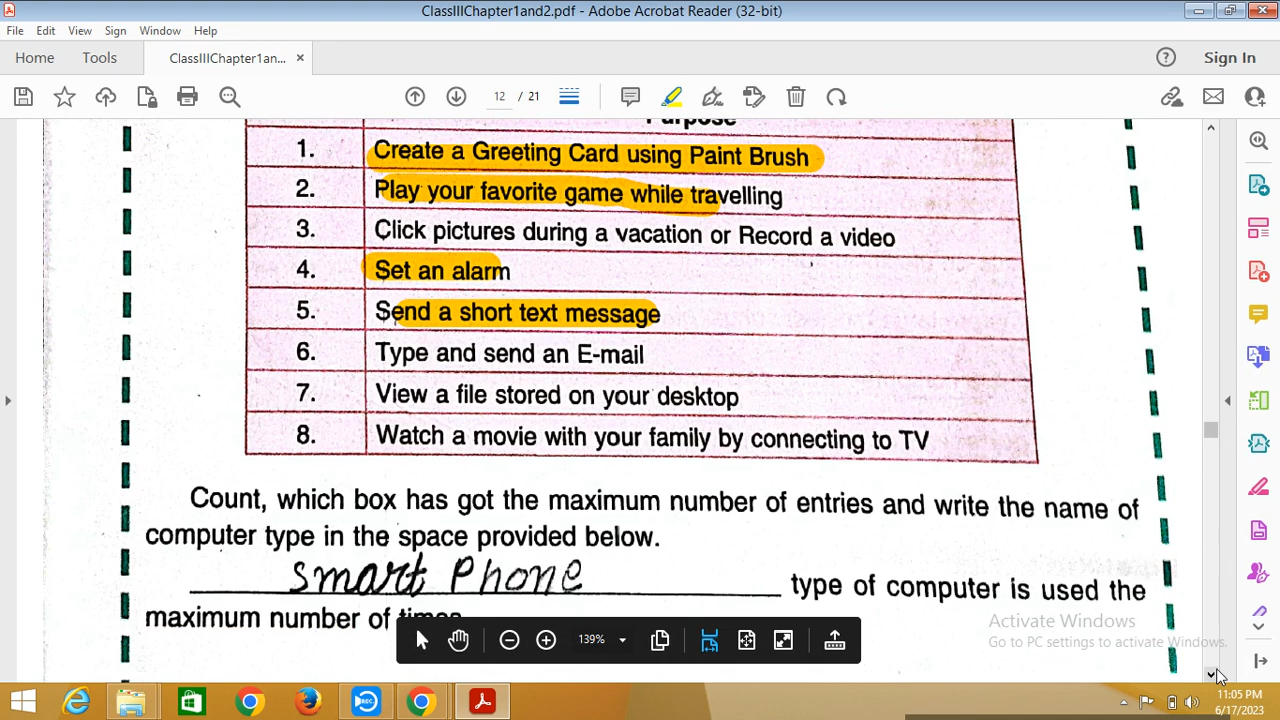 ClassIIIChapter1and2.pdf - Adobe Acrobat Reader (32-bit)
File Edit View Sign Window Help
Home Tools ClassIIIChapter1an... × Sign In
12 / 21
Purpose
1. Create a Greeting Card using Paint Brush
2. Play your favorite game while travelling
3. Click pictures during a vacation or Record a video
4. Set an alarm
5. Send a short text message
6. Type and send an E-mail
7. View a file stored on your desktop
8. Watch a movie with your family by connecting to TV
Count, which box has got the maximum number of entries and write the name of
computer type in the space provided below.
Smart Phone type of computer is used the
maximum number of times
139%
Activate Windows
Go to PC settings to activate Windows.
REC
11:05 PM
6/17/2023